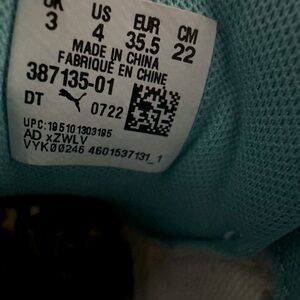 UK US EUR CM
3 4 35.5 22
MADE IN CHINA
FABRIQUÉ EN CHINE
387135-01
DT 0722
UPC:195101303195
AD xZWLV
VYK00246 4601537131_1